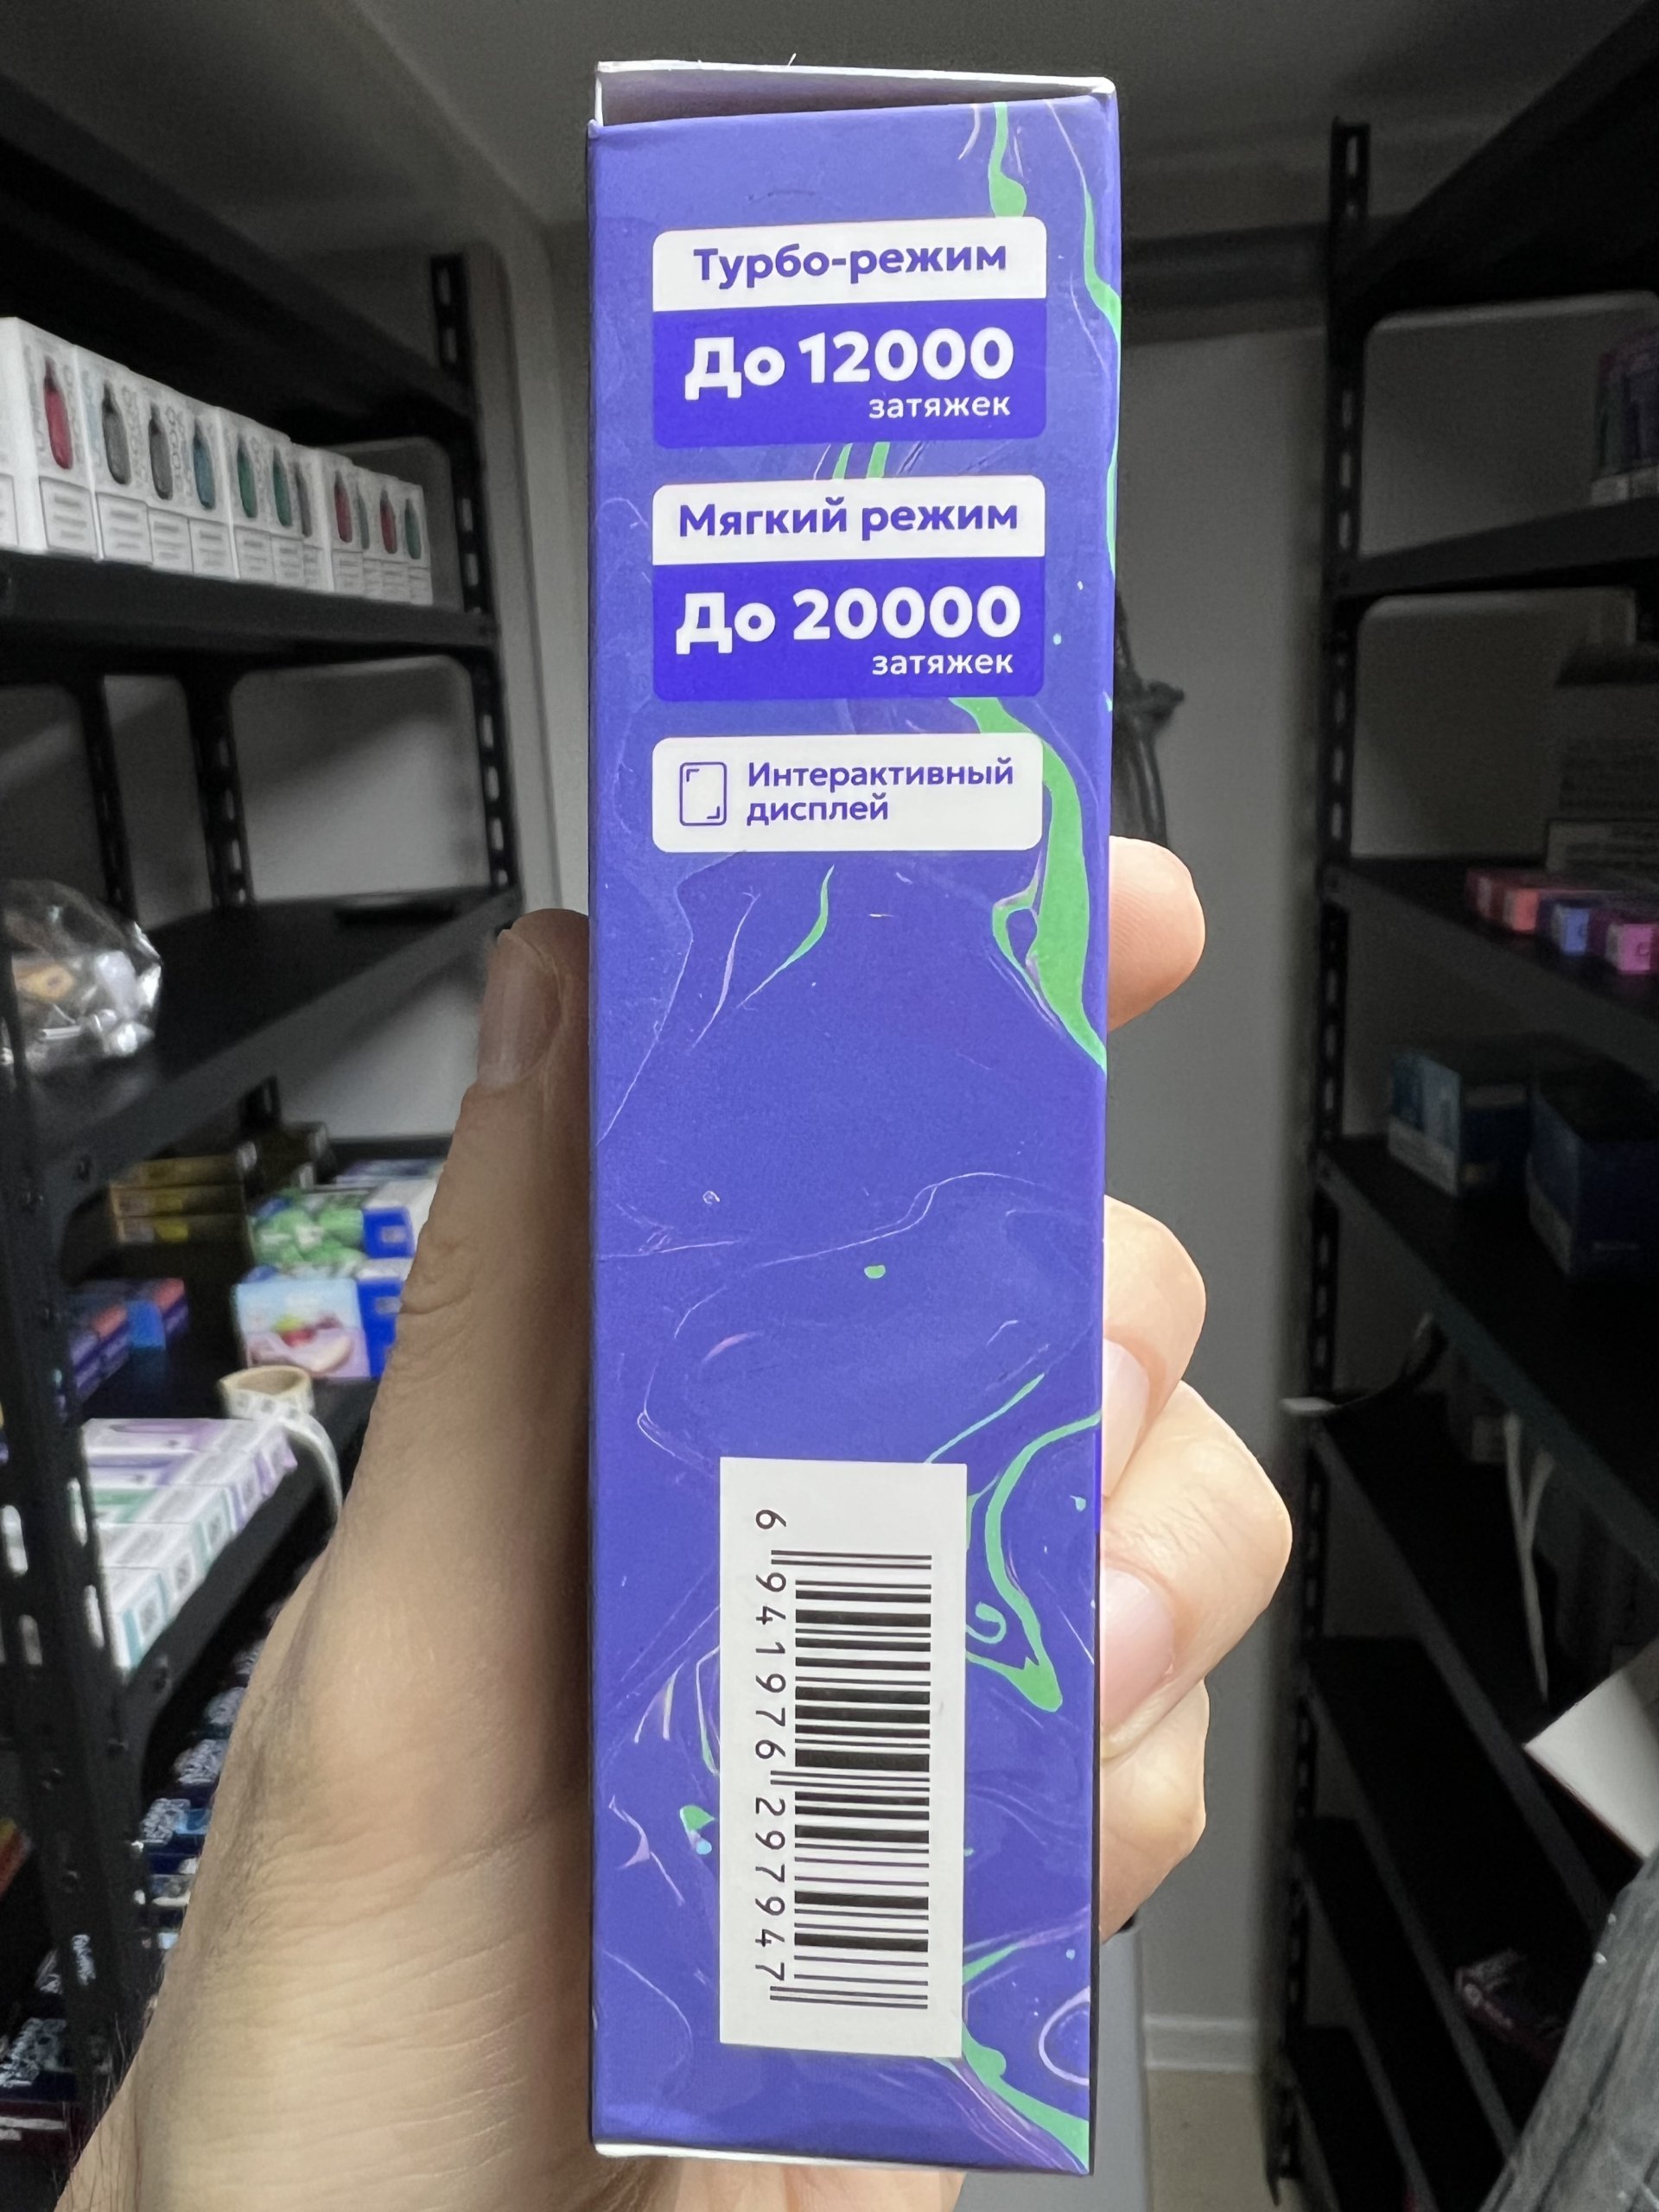 Турбо-режим
До 12000
затяжек
Мягкий режим
До 20000
затяжек
Интерактивный
дисплей
6 941976 297947